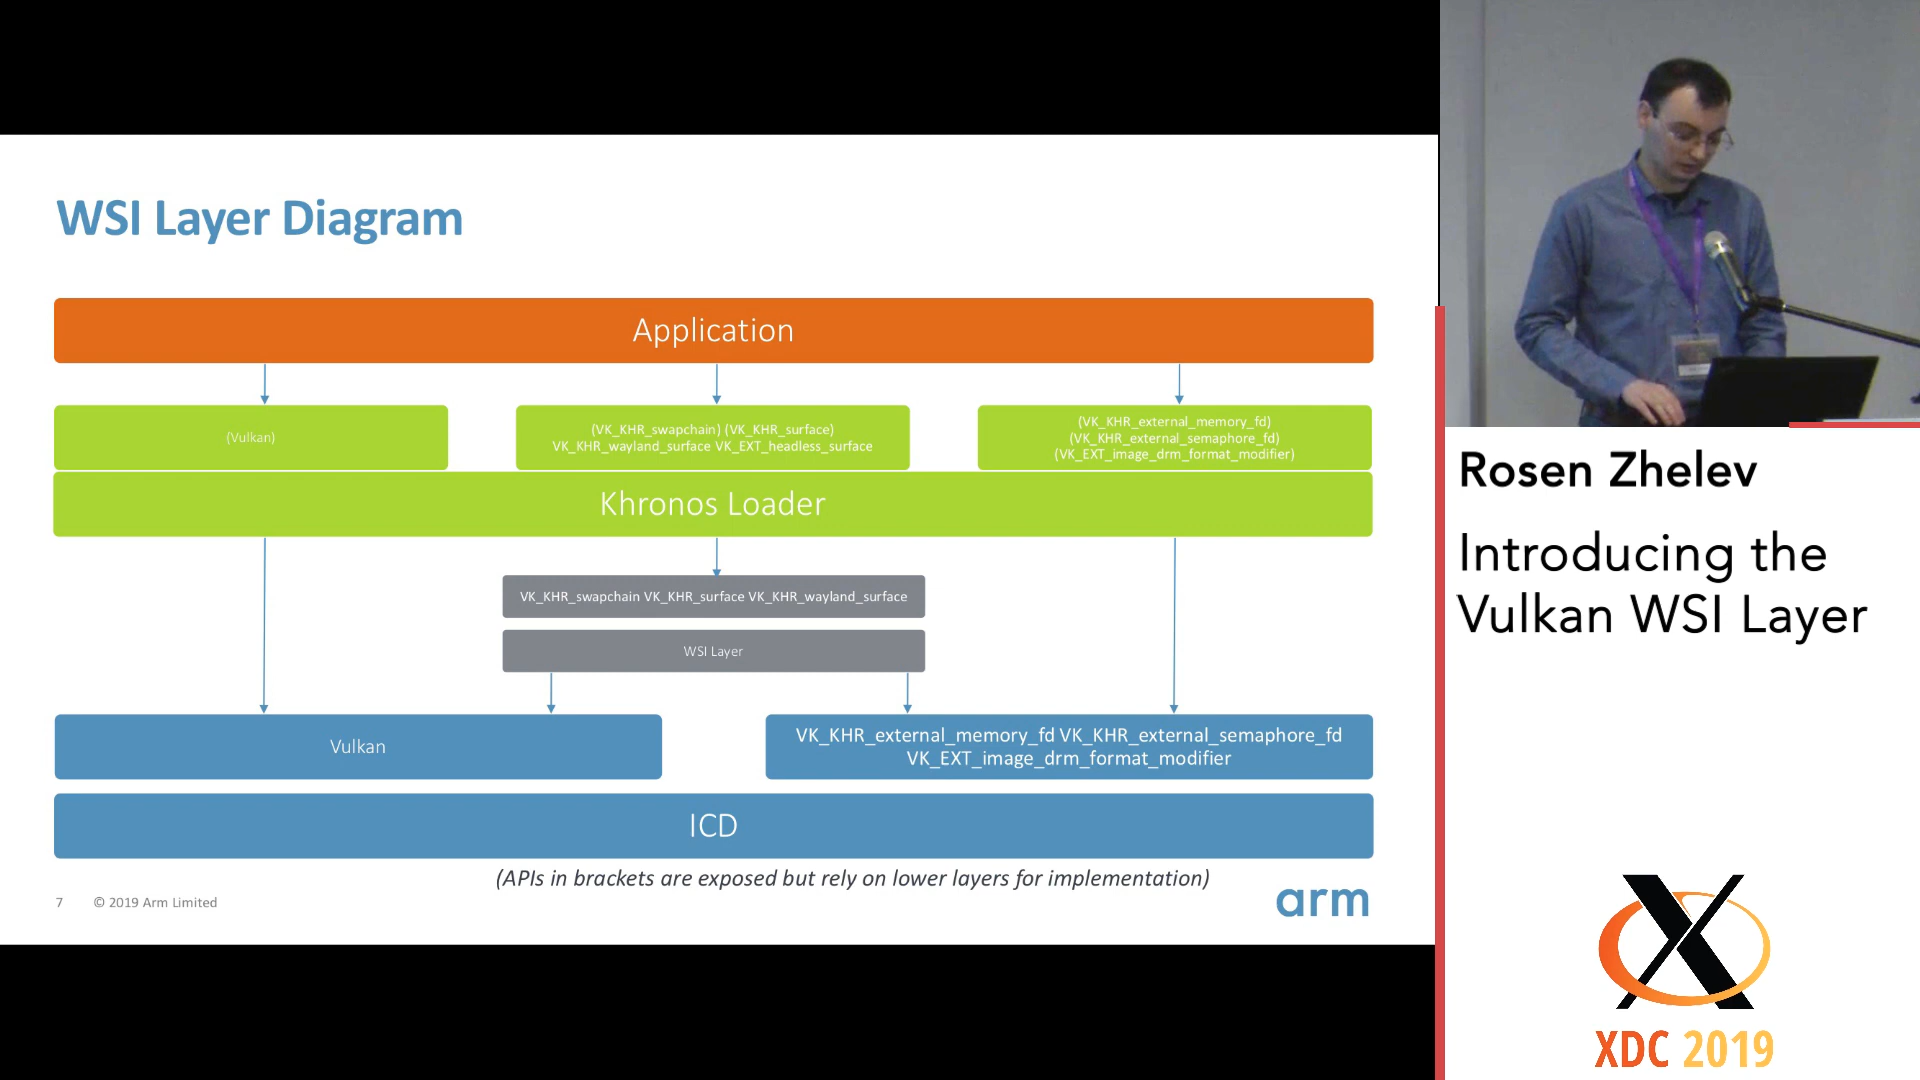 WSI Layer Diagram
Application
(Vulkan)
(VK_KHR_swapchain) (VK_KHR_surface)
VK_KHR_wayland_surface VK_EXT_headless_surface
(VK_KHR_external_memory_fd)
(VK_KHR_external_semaphore_fd)
(VK_EXT_image_drm_format_modifier)
Khronos Loader
VK_KHR_swapchain VK_KHR_surface VK_KHR_wayland_surface
WSI Layer
Vulkan
VK_KHR_external_memory_fd VK_KHR_external_semaphore_fd
VK_EXT_image_drm_format_modifier
ICD
(APIs in brackets are exposed but rely on lower layers for implementation)
7 © 2019 Arm Limited
arm
Rosen Zhelev
Introducing the
Vulkan WSI Layer
X
XDC 2019